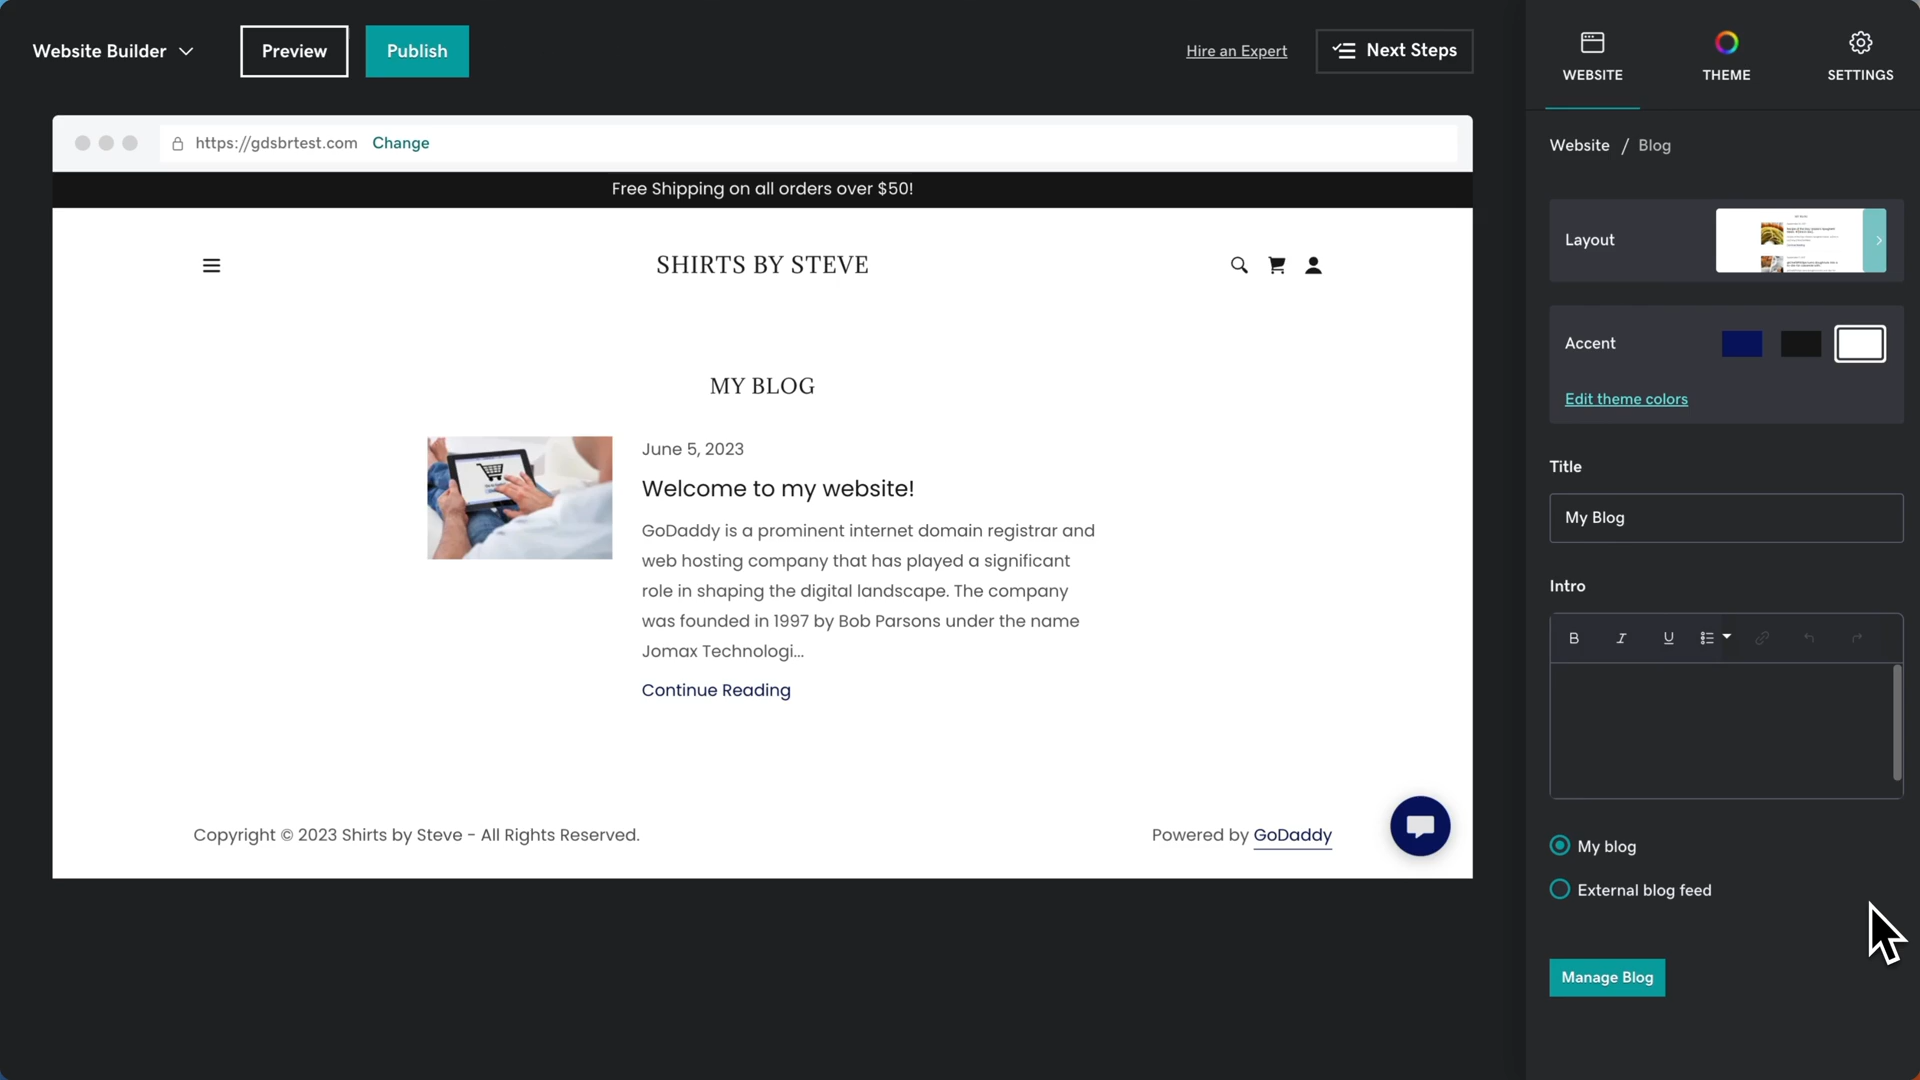 Website Builder
Preview
Publish
Hire an Expert
Next Steps
WEBSITE
THEME
SETTINGS
https://gdsbrtest.com Change
Free Shipping on all orders over $50!
SHIRTS BY STEVE
MY BLOG
June 5, 2023
Welcome to my website!
GoDaddy is a prominent internet domain registrar and
web hosting company that has played a significant
role in shaping the digital landscape. The company
was founded in 1997 by Bob Parsons under the name
Jomax Technologi...
Continue Reading
Copyright © 2023 Shirts by Steve - All Rights Reserved.
Powered by GoDaddy
Website / Blog
Layout
Accent
Edit theme colors
Title
My Blog
Intro
B I U
My blog
External blog feed
Manage Blog